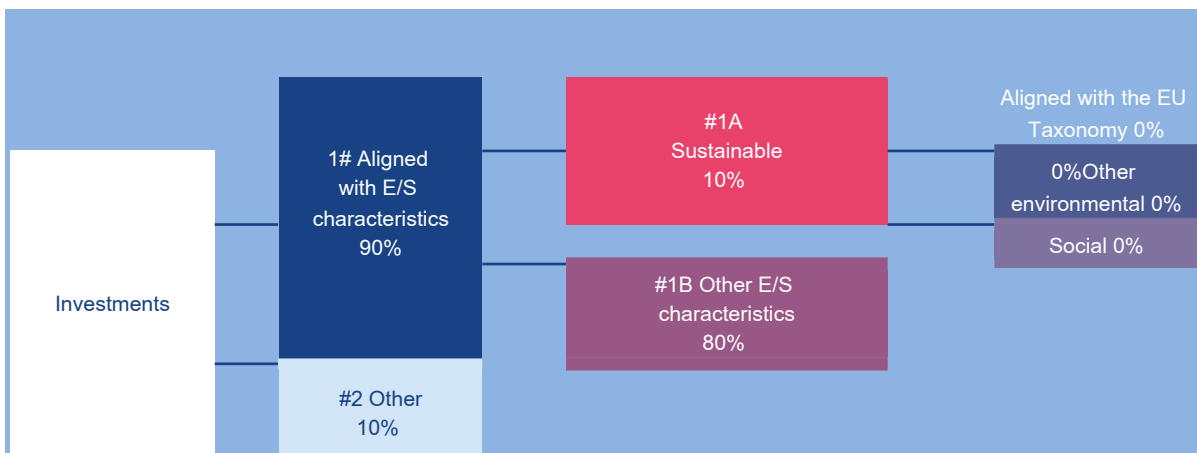 Investments
1# Aligned
with E/S
characteristics
90%
#2 Other
10%
#1A
Sustainable
10%
#1B Other E/S
characteristics
80%
Aligned with the EU
Taxonomy 0%
0%Other
environmental 0%
Social 0%